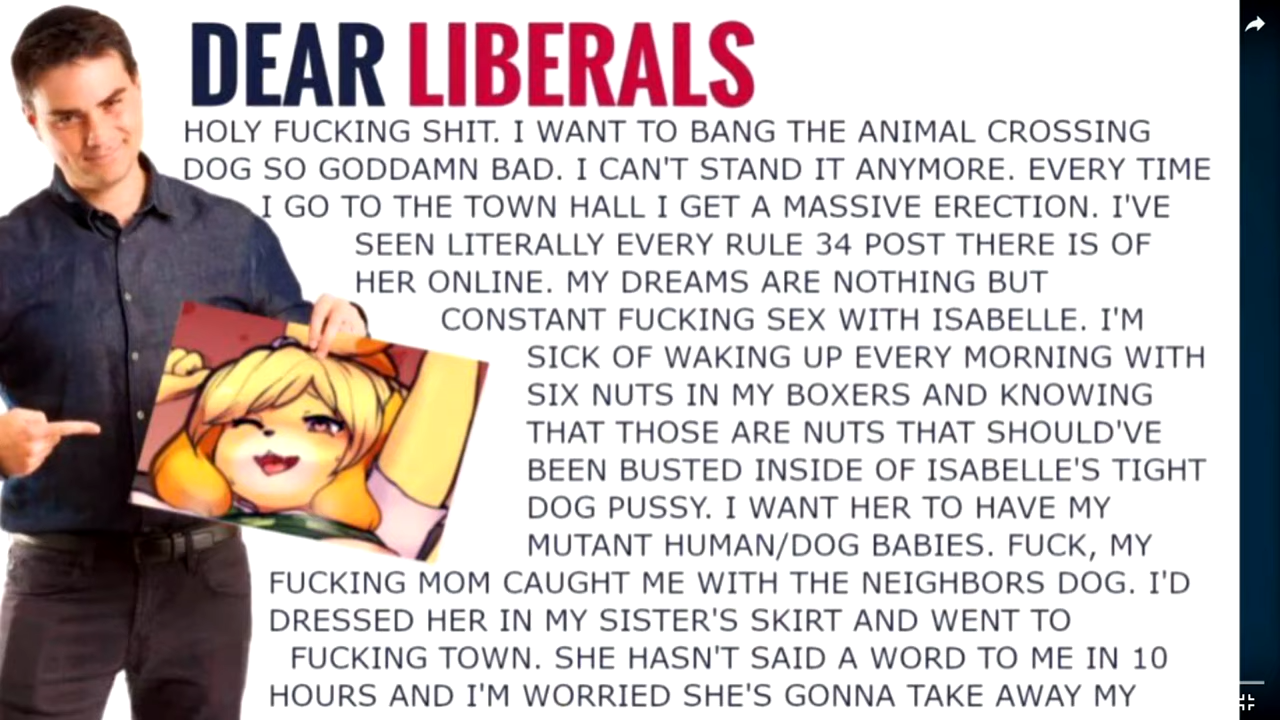 DEAR LIBERALS
HOLY FUCKING SHIT. I WANT TO BANG THE ANIMAL CROSSING
DOG SO GODDAMN BAD. I CAN'T STAND IT ANYMORE. EVERY TIME
I GO TO THE TOWN HALL I GET A MASSIVE ERECTION. I'VE
SEEN LITERALLY EVERY RULE 34 POST THERE IS OF
HER ONLINE. MY DREAMS ARE NOTHING BUT
CONSTANT FUCKING SEX WITH ISABELLE. I'M
SICK OF WAKING UP EVERY MORNING WITH
SIX NUTS IN MY BOXERS AND KNOWING
THAT THOSE ARE NUTS THAT SHOULD'VE
BEEN BUSTED INSIDE OF ISABELLE'S TIGHT
DOG PUSSY. I WANT HER TO HAVE MY
MUTANT HUMAN/DOG BABIES. FUCK, MY
FUCKING MOM CAUGHT ME WITH THE NEIGHBORS DOG. I'D
DRESSED HER IN MY SISTER'S SKIRT AND WENT TO
FUCKING TOWN. SHE HASN'T SAID A WORD TO ME IN 10
HOURS AND I'M WORRIED SHE'S GONNA TAKE AWAY MY